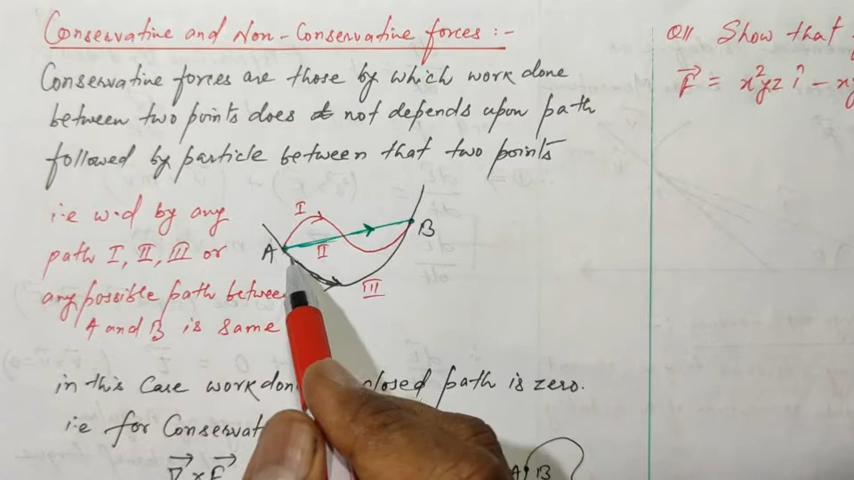 Conservative and Non-Conservative forces :-
Conservative forces are those by which work done
between two points does not depends upon path
followed by particle between that two points
i.e w.d by any
path I, II, III or
any possible path between
A and B is same
I
II
III
A
B
in this Case work done closed path is zero.
i.e for Conservat
∇ × F
A B
Q11 Show that
F = x²yz î - xy